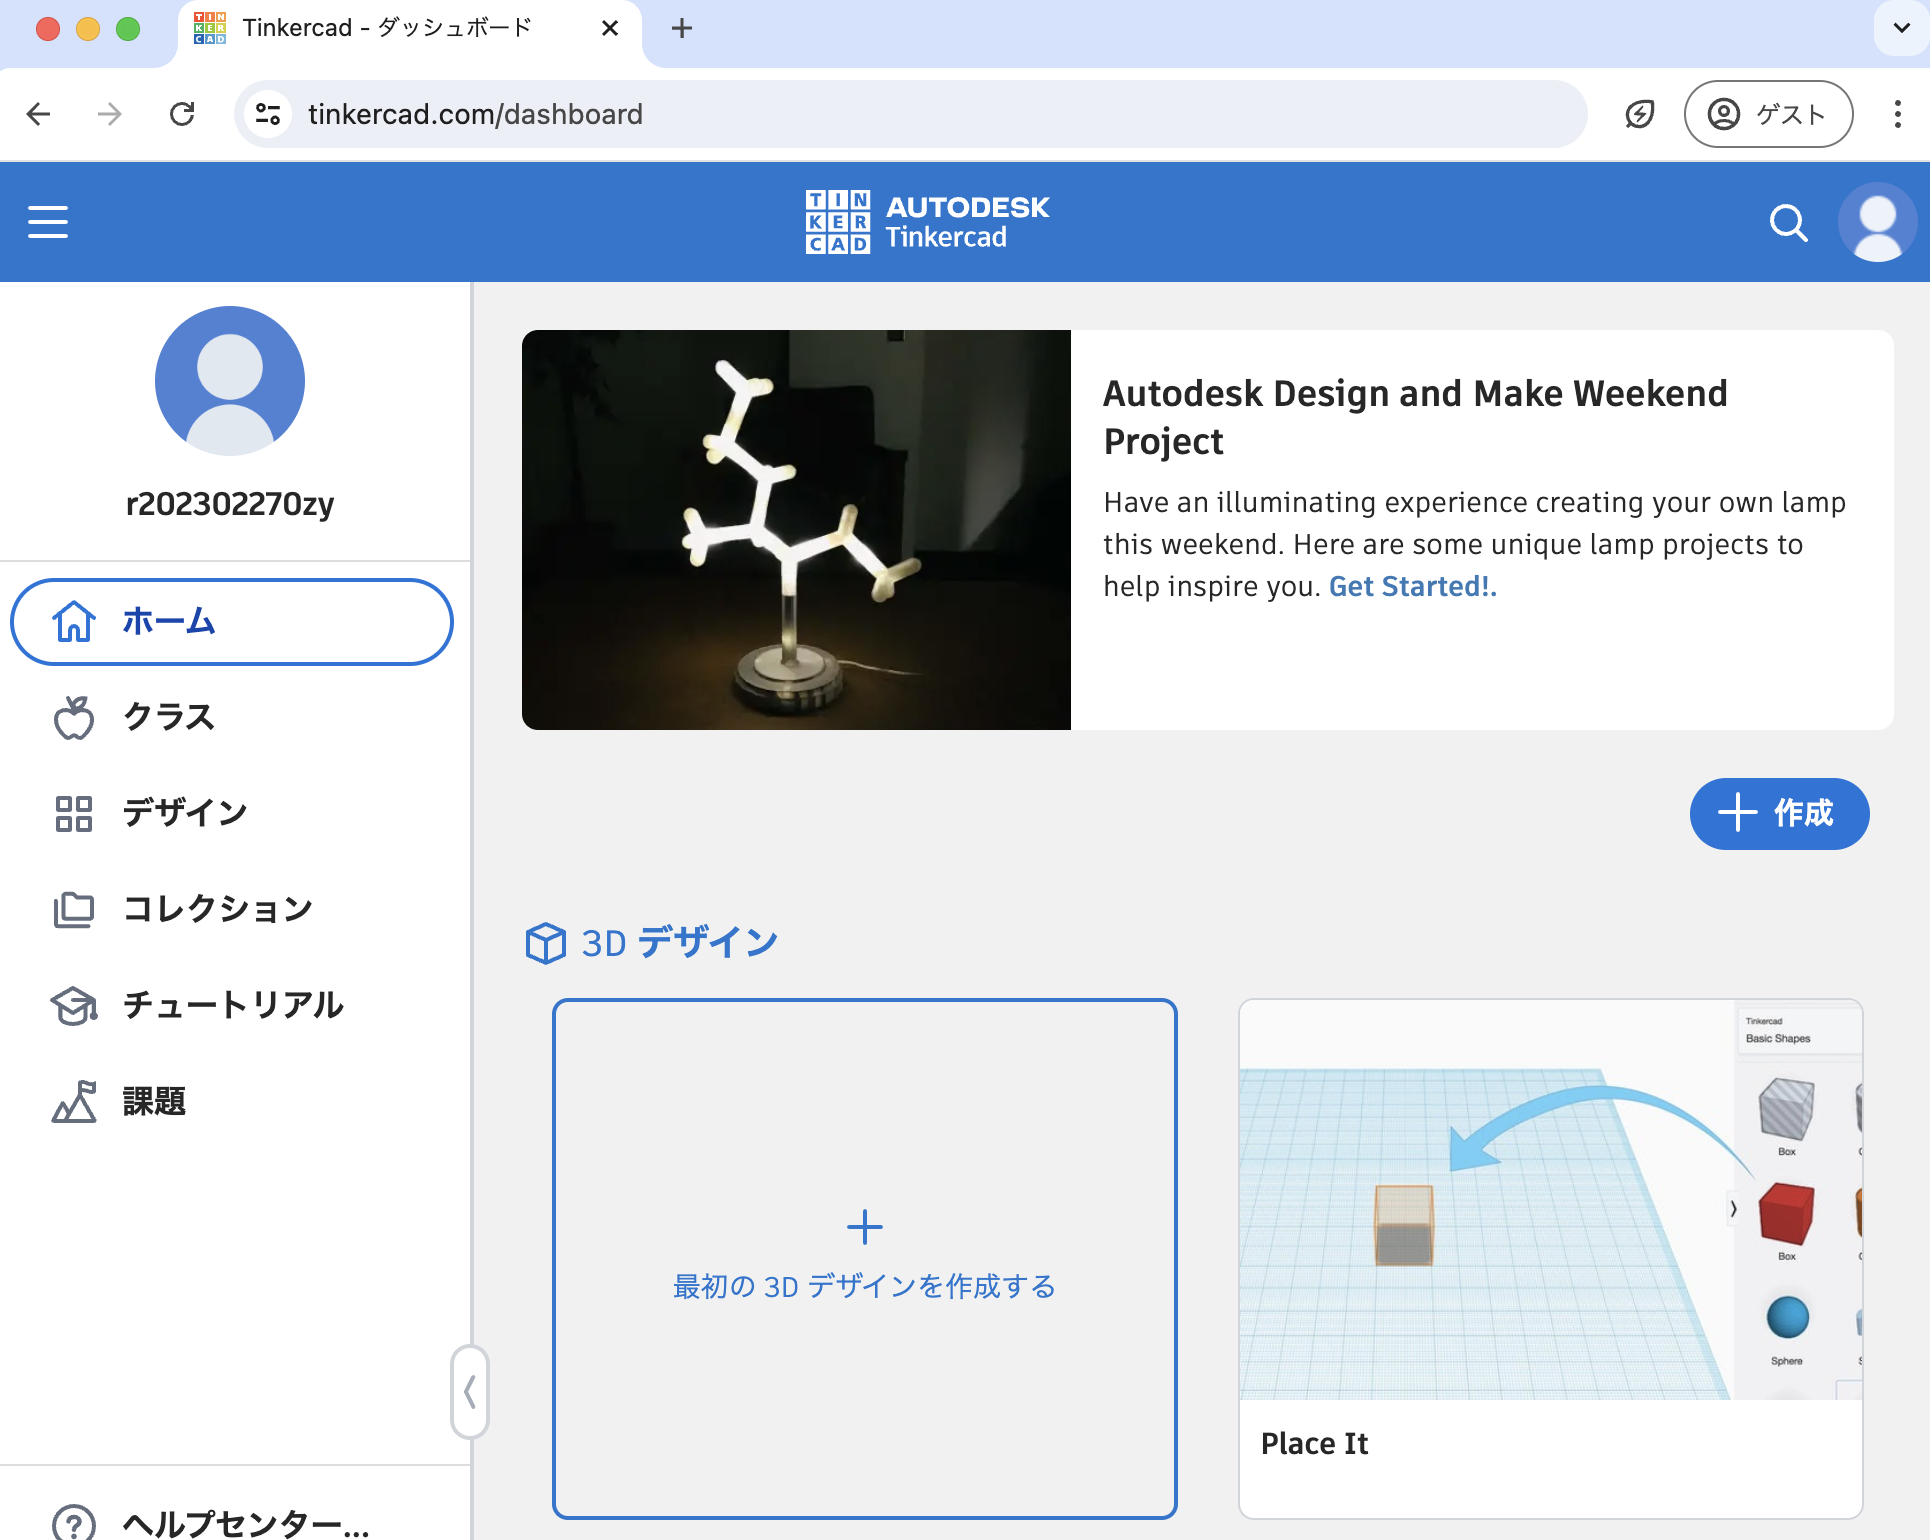 Tinkercad - ダッシュボード
tinkercad.com/dashboard
ゲスト
TINKERCAD
AUTODESK
Tinkercad
r202302270zy
ホーム
クラス
デザイン
コレクション
チュートリアル
課題
ヘルプセンター...
Autodesk Design and Make Weekend
Project
Have an illuminating experience creating your own lamp
this weekend. Here are some unique lamp projects to
help inspire you. Get Started!.
作成
3D デザイン
最初の 3D デザインを作成する
Tinkercad
Basic Shapes
Box
Box
Sphere
Place It